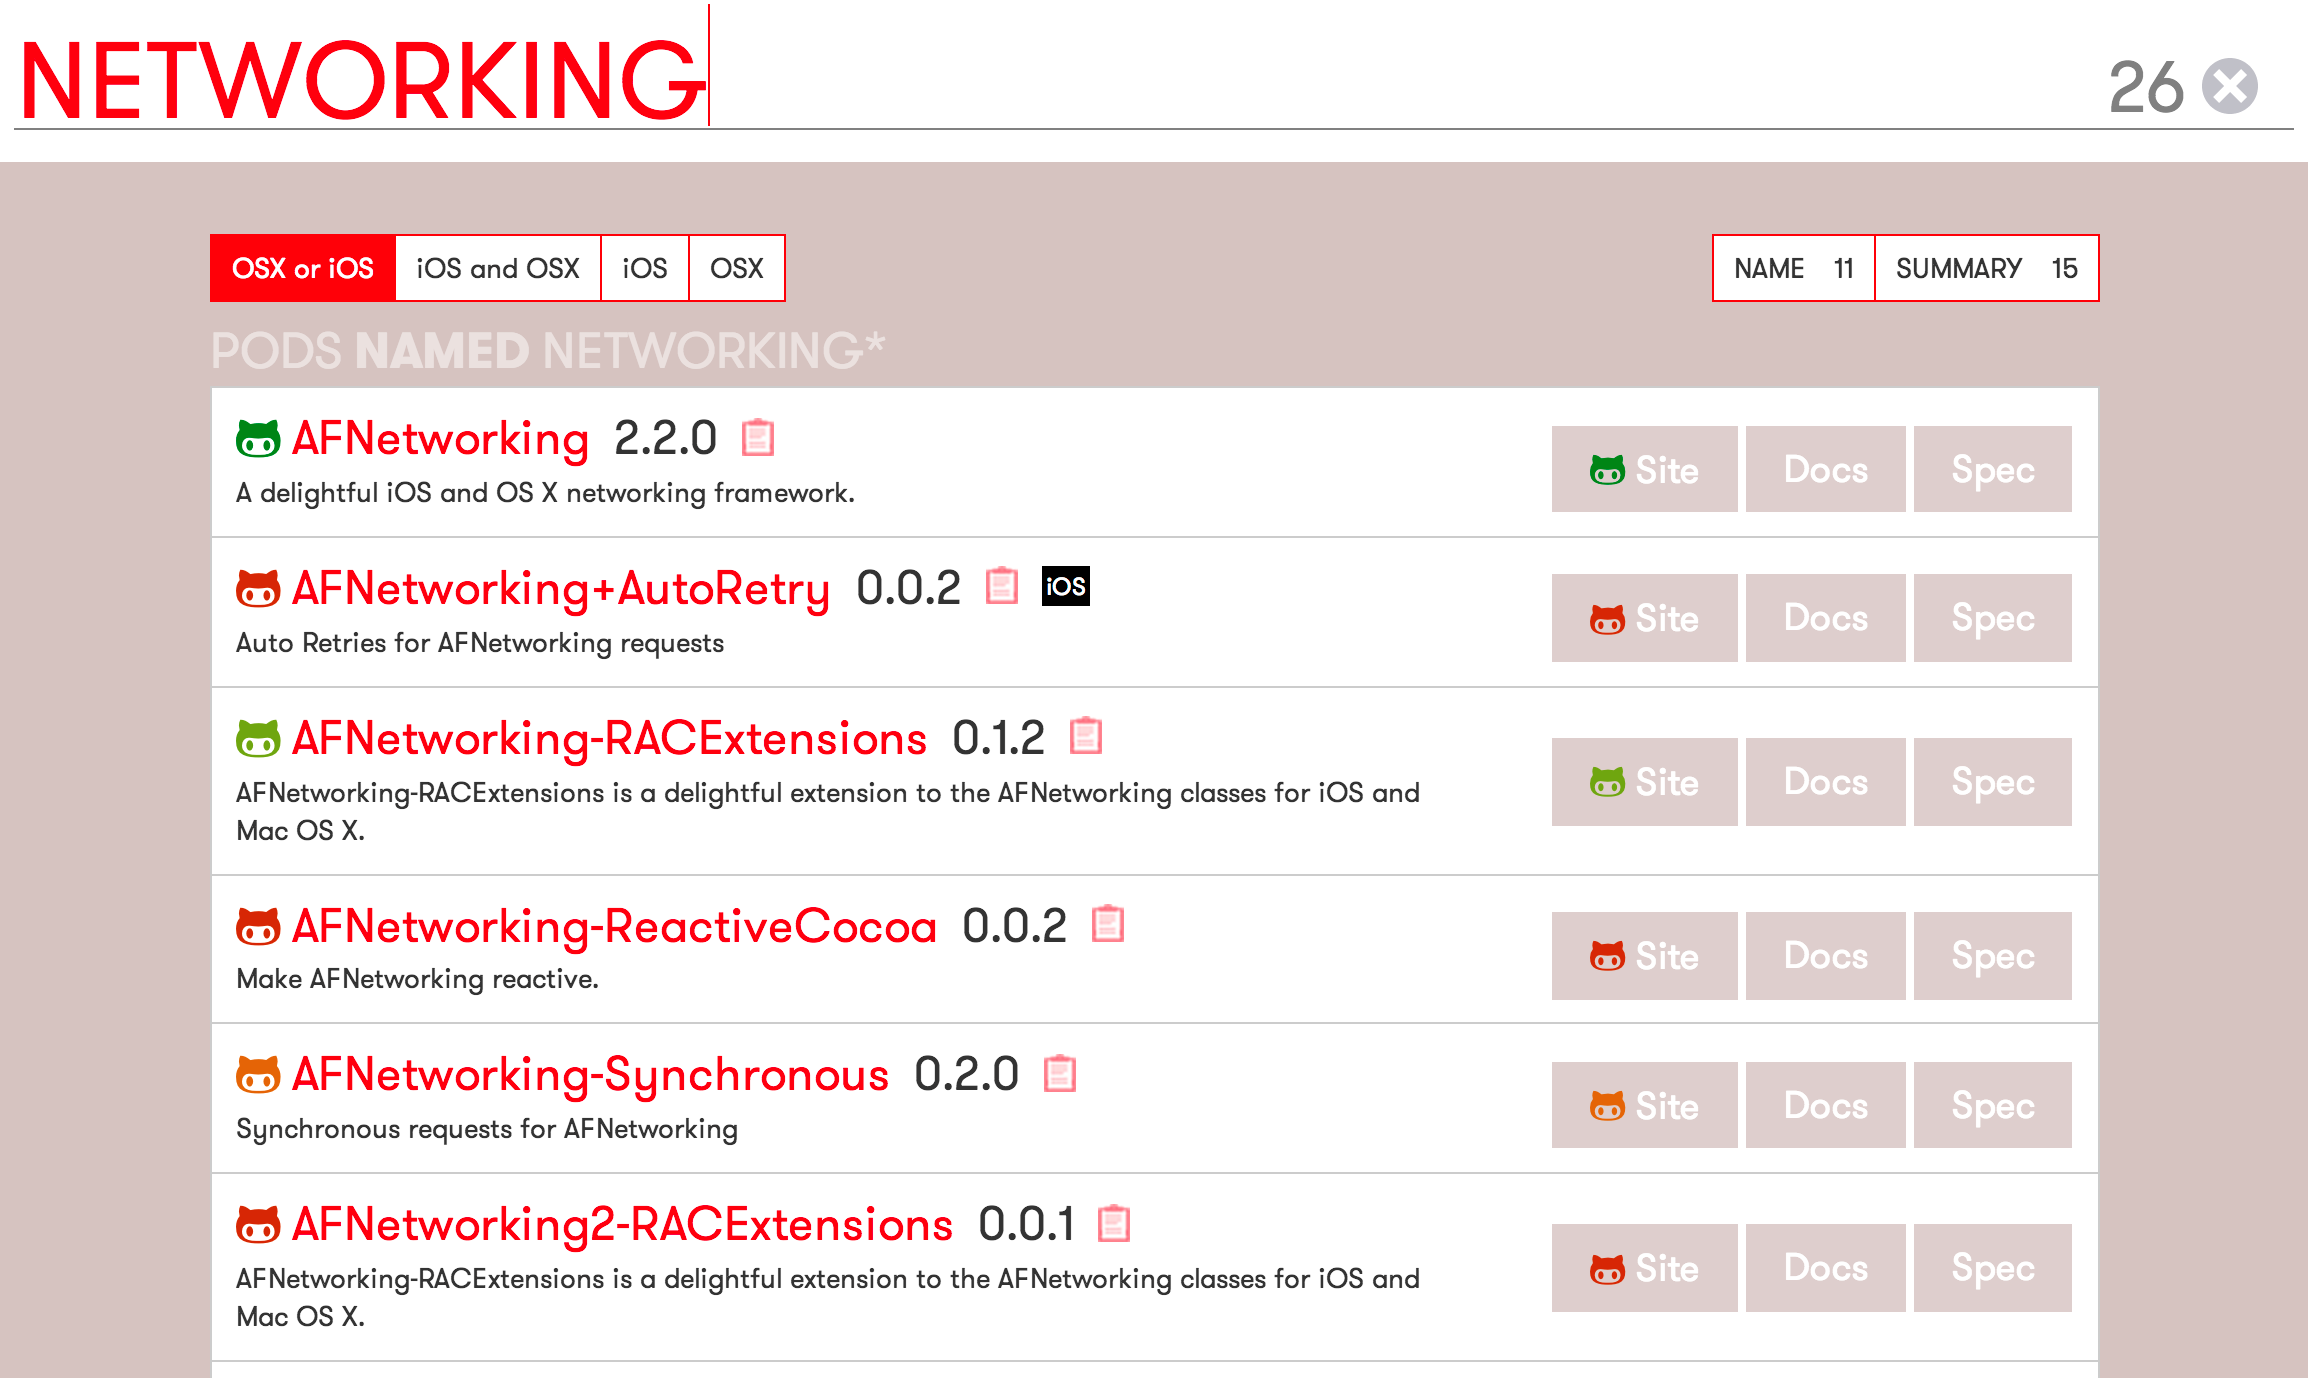 NETWORKING 26
OSX or iOS iOS and OSX iOS OSX NAME 11 SUMMARY 15
PODS NAMED NETWORKING*
AFNetworking 2.2.0
A delightful iOS and OS X networking framework.
Site Docs Spec
AFNetworking+AutoRetry 0.0.2 iOS
Auto Retries for AFNetworking requests
Site Docs Spec
AFNetworking-RACExtensions 0.1.2
AFNetworking-RACExtensions is a delightful extension to the AFNetworking classes for iOS and
Mac OS X.
Site Docs Spec
AFNetworking-ReactiveCocoa 0.0.2
Make AFNetworking reactive.
Site Docs Spec
AFNetworking-Synchronous 0.2.0
Synchronous requests for AFNetworking
Site Docs Spec
AFNetworking2-RACExtensions 0.0.1
AFNetworking-RACExtensions is a delightful extension to the AFNetworking classes for iOS and
Mac OS X.
Site Docs Spec